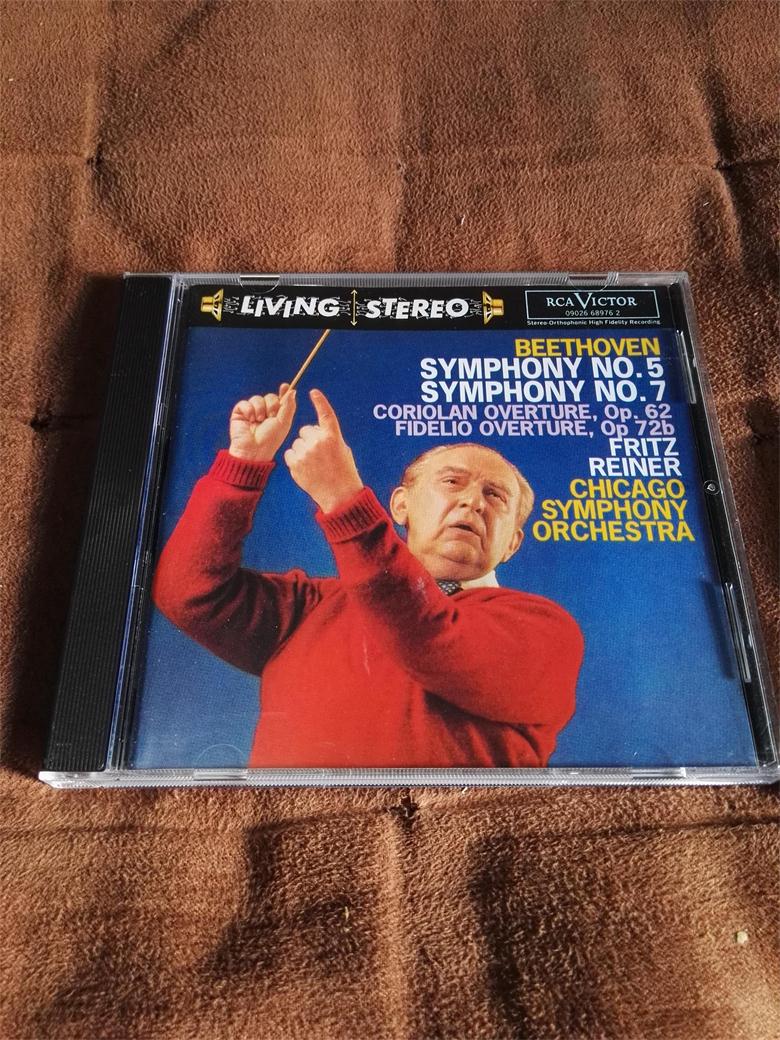 LIVING STEREO
RCA VICTOR
09026 68976 2
Stereo-Orthophonic High Fidelity Recording
BEETHOVEN
SYMPHONY NO.5
SYMPHONY NO.7
CORIOLAN OVERTURE, Op. 62
FIDELIO OVERTURE, Op 72b
FRITZ
REINER
CHICAGO
SYMPHONY
ORCHESTRA